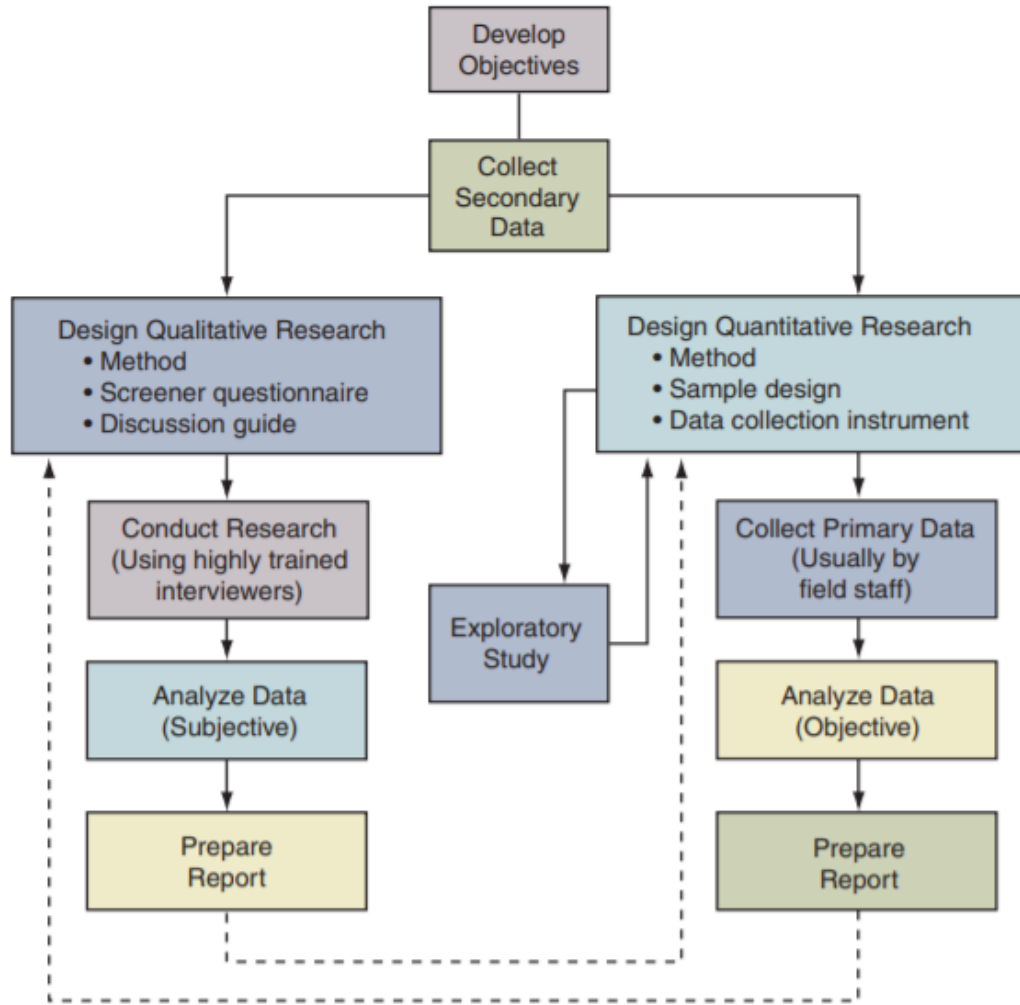 Develop
Objectives
Collect
Secondary
Data
Design Qualitative Research
• Method
• Screener questionnaire
• Discussion guide
Design Quantitative Research
• Method
• Sample design
• Data collection instrument
Conduct Research
(Using highly trained
interviewers)
Exploratory
Study
Collect Primary Data
(Usually by
field staff)
Analyze Data
(Subjective)
Analyze Data
(Objective)
Prepare
Report
Prepare
Report